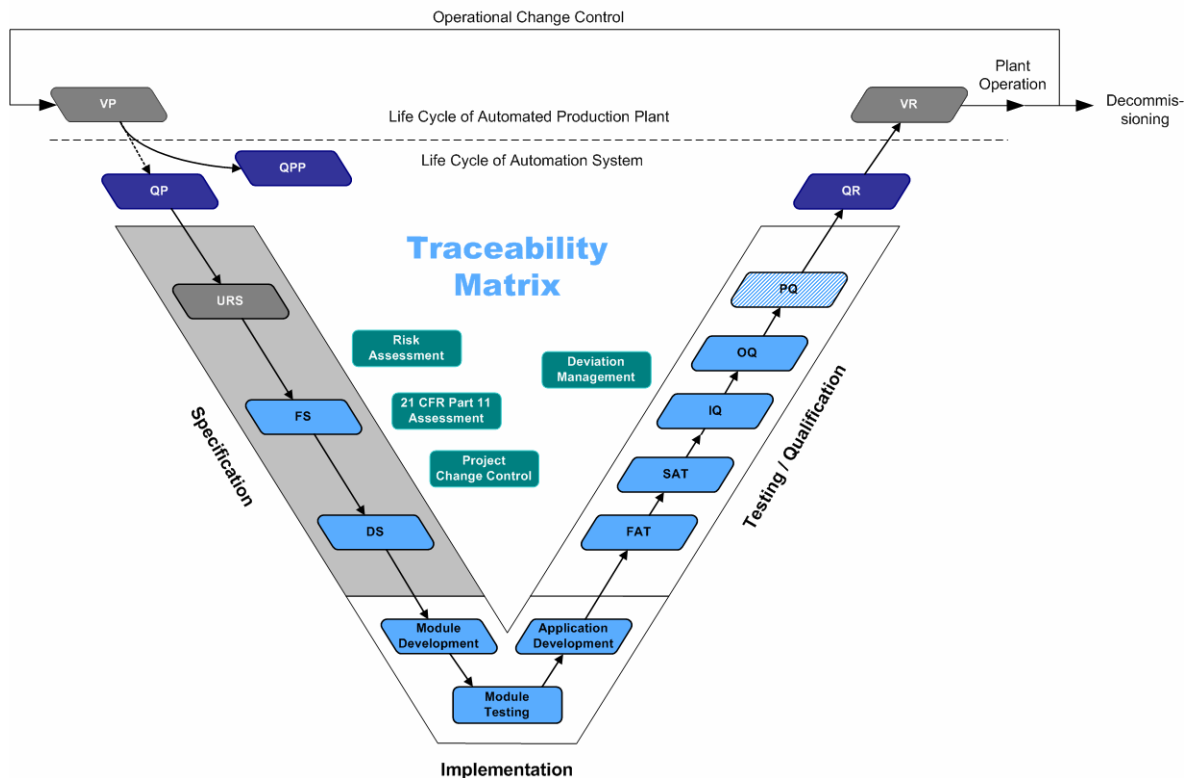 Operational Change Control
VP
VR
Plant
Operation
Decommis-
sioning
Life Cycle of Automated Production Plant
Life Cycle of Automation System
QPP
QP
QR
Traceability
Matrix
URS
PQ
Risk
Assessment
OQ
Deviation
Management
21 CFR Part 11
Assessment
FS
IQ
Project
Change Control
SAT
Specification
Testing / Qualification
DS
FAT
Module
Development
Application
Development
Module
Testing
Implementation